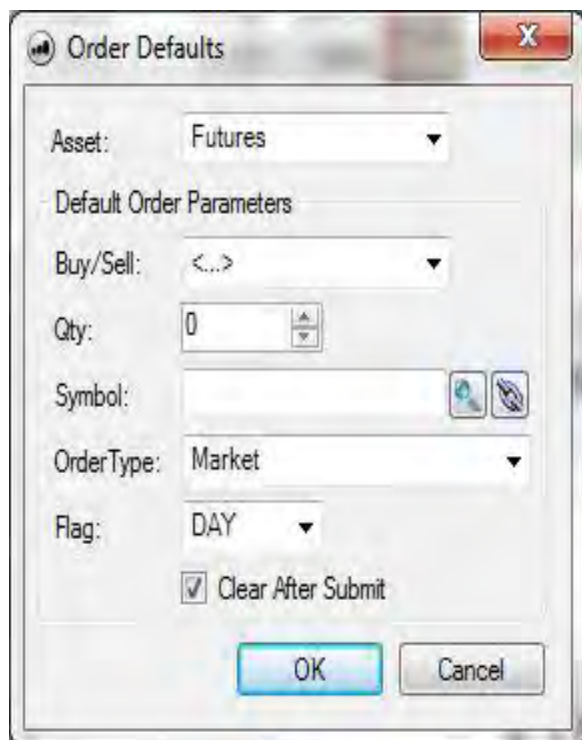 Order Defaults
X
Asset: Futures
Default Order Parameters
Buy/Sell: <...>
Qty: 0
Symbol:
OrderType: Market
Flag: DAY
Clear After Submit
OK Cancel